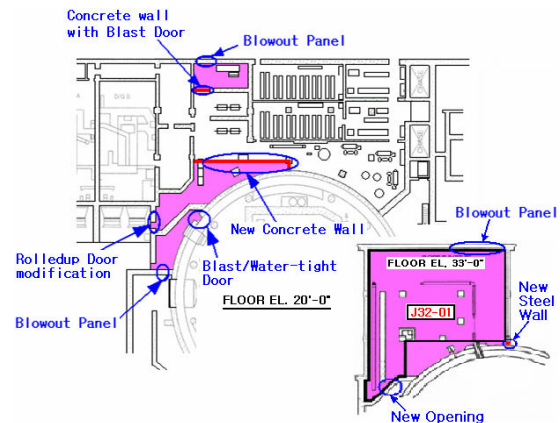 Concrete wall
with Blast Door
Blowout Panel
New Concrete Wall
Rolledup Door
modification
Blast/Water-tight
Door
Blowout Panel
FLOOR EL. 20'-0"
Blowout Panel
FLOOR EL. 33'-0"
J32-01
New
Steel
Wall
New Opening